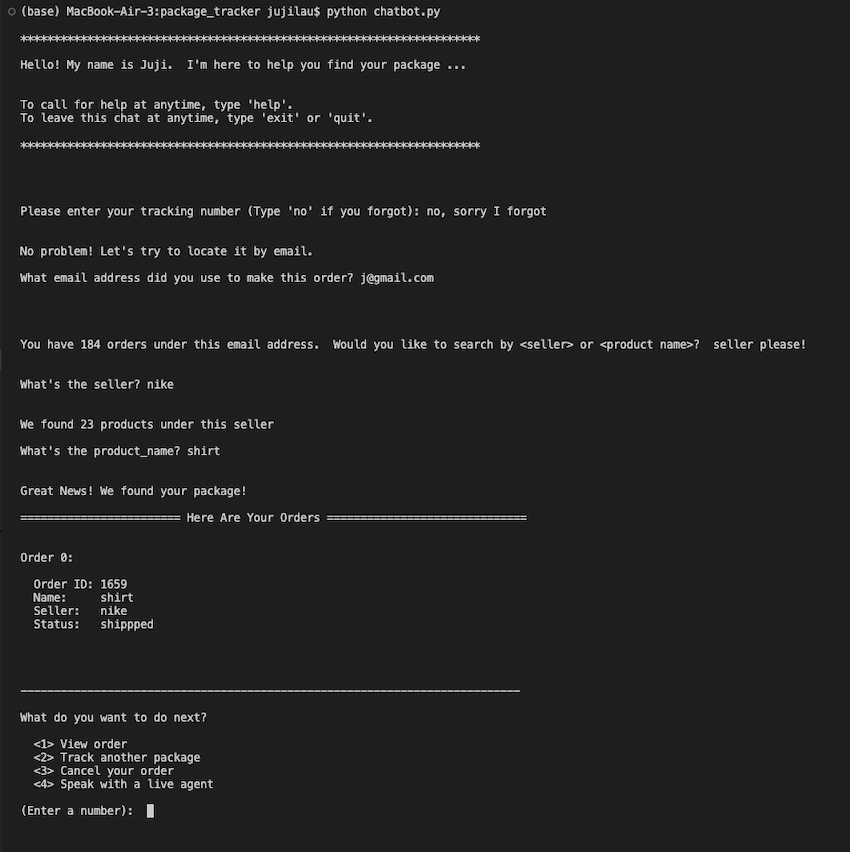 (base) MacBook-Air-3:package_tracker jujilau$ python chatbot.py
*********************************************************************
Hello! My name is Juji.  I'm here to help you find your package ...
To call for help at anytime, type 'help'.
To leave this chat at anytime, type 'exit' or 'quit'.
*********************************************************************
Please enter your tracking number (Type 'no' if you forgot): no, sorry I forgot
No problem! Let's try to locate it by email.
What email address did you use to make this order? j@gmail.com
You have 184 orders under this email address.  Would you like to search by <seller> or <product name>?  seller please!
What's the seller? nike
We found 23 products under this seller
What's the product_name? shirt
Great News! We found your package!
======================== Here Are Your Orders ==============================
Order 0:
Order ID: 1659
Name:     shirt
Seller:   nike
Status:   shippped
---------------------------------------------------------------------------
What do you want to do next?
<1> View order
<2> Track another package
<3> Cancel your order
<4> Speak with a live agent
(Enter a number):